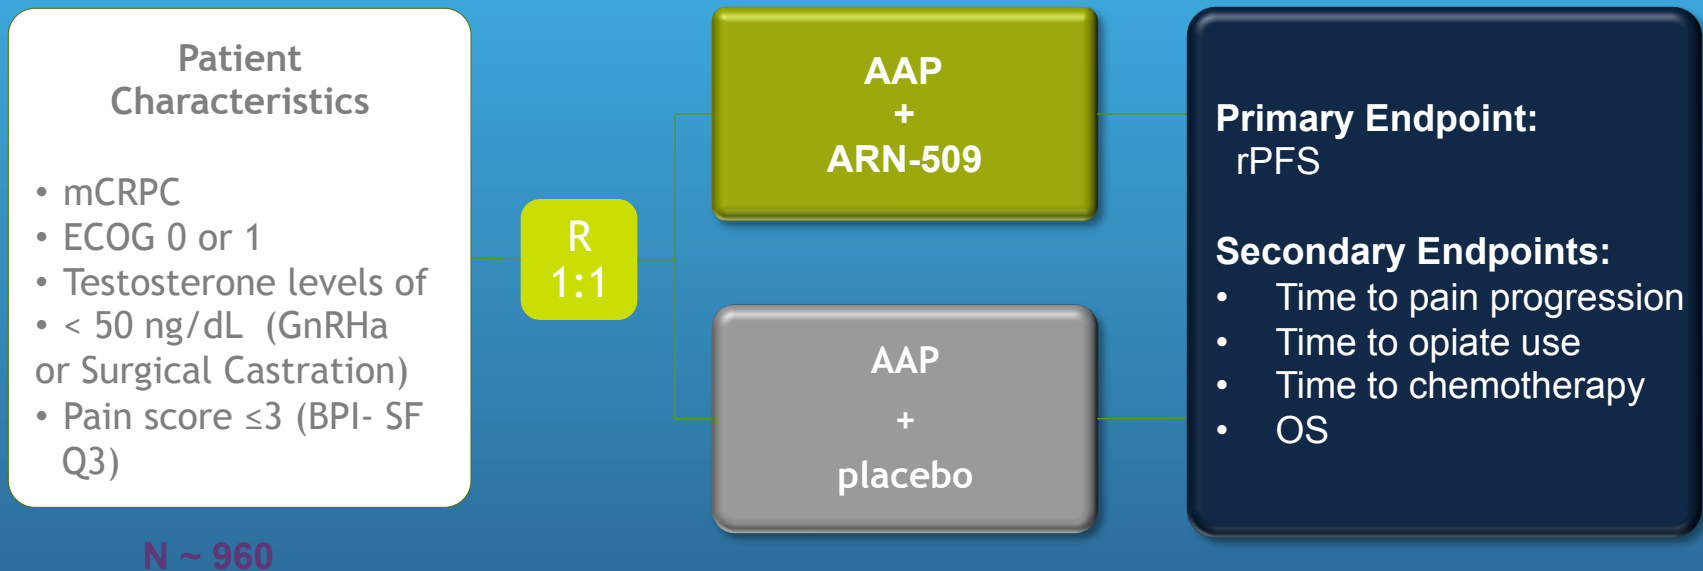 Patient
Characteristics
• mCRPC
• ECOG 0 or 1
• Testosterone levels of
• < 50 ng/dL (GnRHa
or Surgical Castration)
• Pain score ≤3 (BPI- SF
Q3)
N ~ 960
R
1:1
AAP
+
ARN-509
AAP
+
placebo
Primary Endpoint:
rPFS
Secondary Endpoints:
• Time to pain progression
• Time to opiate use
• Time to chemotherapy
• OS